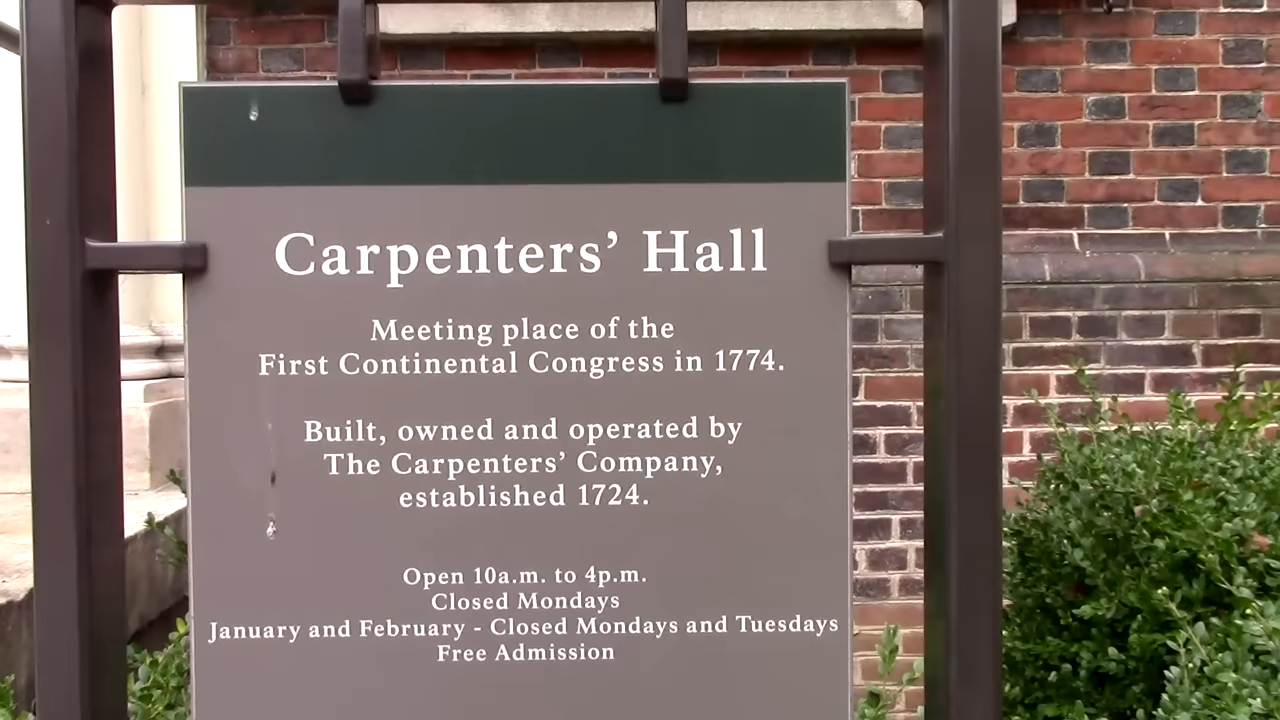 Carpenters’ Hall
Meeting place of the
First Continental Congress in 1774.
Built, owned and operated by
The Carpenters’ Company,
established 1724.
Open 10a.m. to 4p.m.
Closed Mondays
January and February - Closed Mondays and Tuesdays
Free Admission